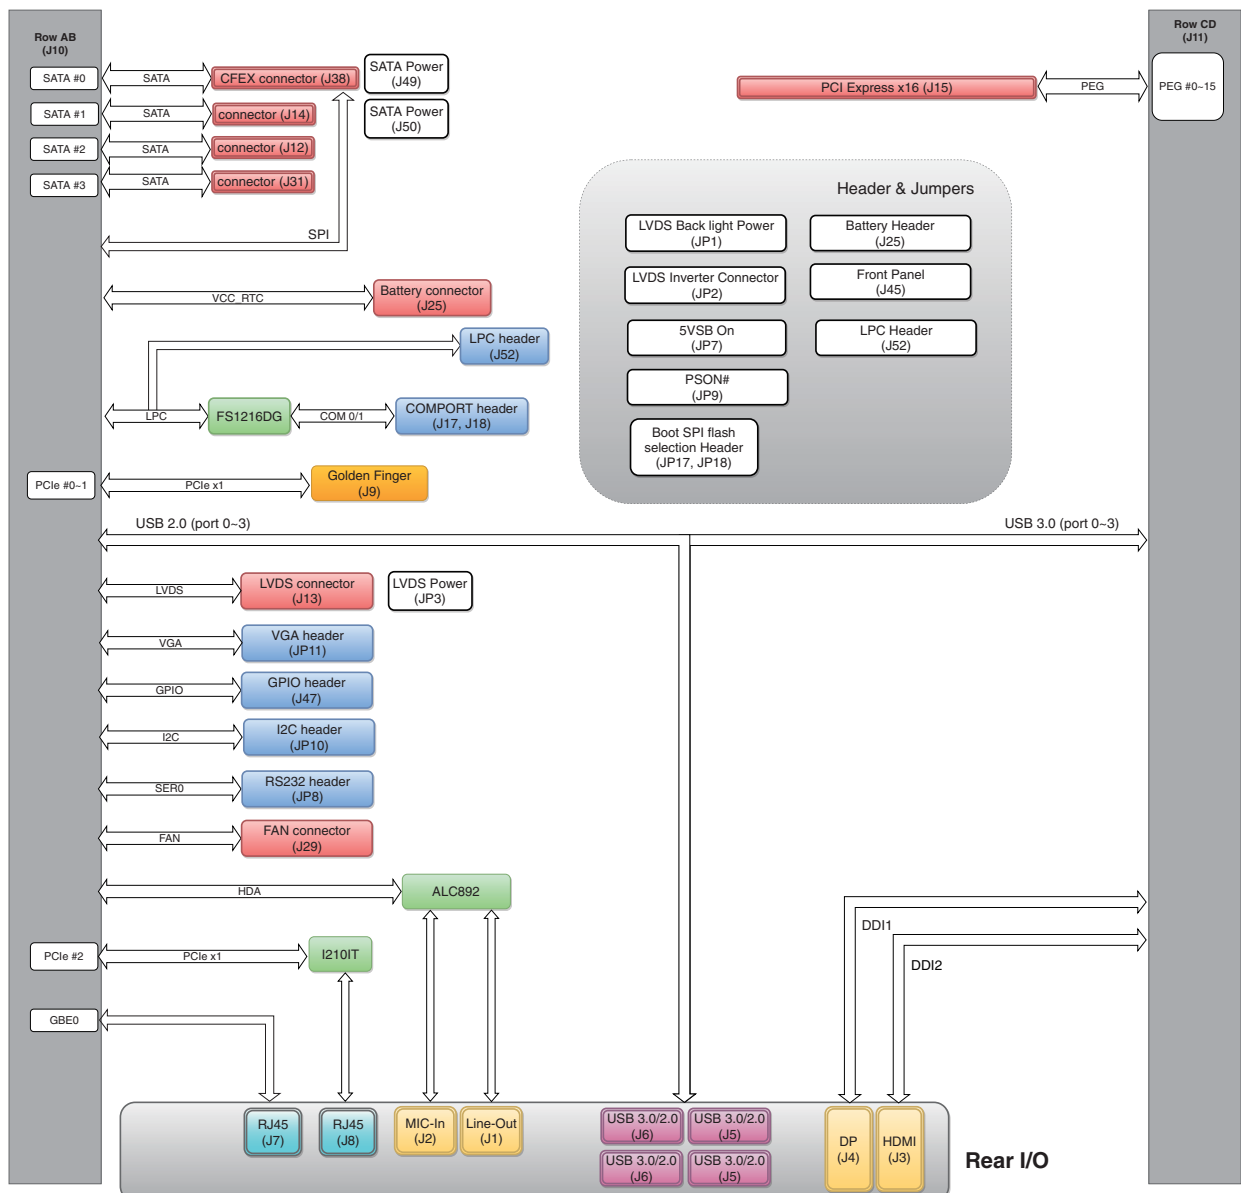 Row AB
(J10)
Row CD
(J11)
SATA #0
SATA
CFEX connector (J38)
SATA Power
(J49)
PCI Express x16 (J15)
PEG
PEG #0~15
SATA #1
SATA
connector (J14)
SATA Power
(J50)
SATA #2
SATA
connector (J12)
SATA #3
SATA
connector (J31)
SPI
Header & Jumpers
LVDS Back light Power
(JP1)
Battery Header
(J25)
LVDS Inverter Connector
(JP2)
Front Panel
(J45)
5VSB On
(JP7)
LPC Header
(J52)
PSON#
(JP9)
Boot SPI flash
selection Header
(JP17, JP18)
VCC_RTC
Battery connector
(J25)
LPC header
(J52)
LPC
FS1216DG
COM 0/1
COMPORT header
(J17, J18)
PCIe #0~1
PCIe x1
Golden Finger
(J9)
USB 2.0 (port 0~3)
USB 3.0 (port 0~3)
LVDS
LVDS connector
(J13)
LVDS Power
(JP3)
VGA
VGA header
(JP11)
GPIO
GPIO header
(J47)
I2C
I2C header
(JP10)
SER0
RS232 header
(JP8)
FAN
FAN connector
(J29)
HDA
ALC892
DDI1
DDI2
PCIe #2
PCIe x1
I210IT
GBE0
RJ45
(J7)
RJ45
(J8)
MIC-In
(J2)
Line-Out
(J1)
USB 3.0/2.0
(J6)
USB 3.0/2.0
(J5)
USB 3.0/2.0
(J6)
USB 3.0/2.0
(J5)
DP
(J4)
HDMI
(J3)
Rear I/O